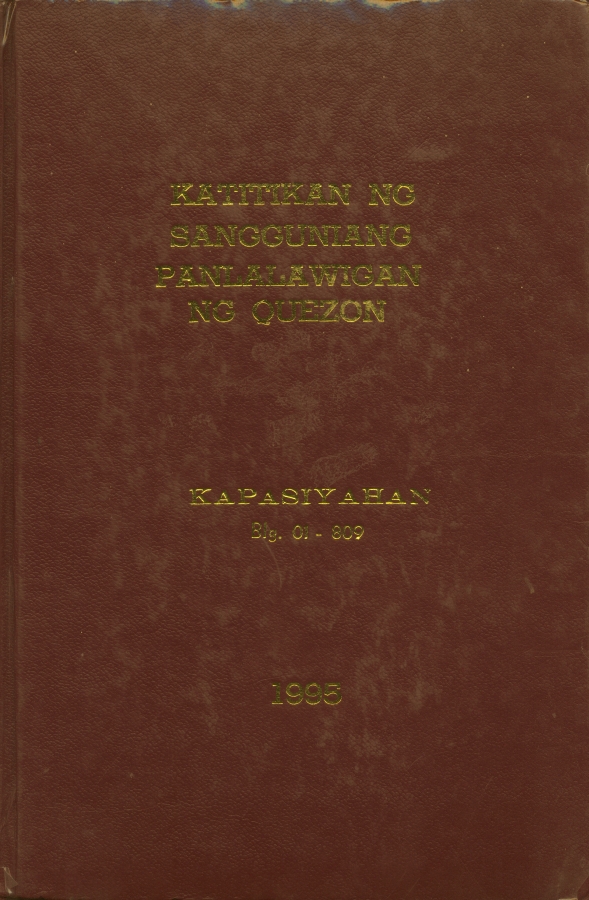 KATITIKAN NG
SANGGUNIANG
PANLALAWIGAN
NG QUEZON
KAPASIYAHAN
Blg. 01 - 809
1995